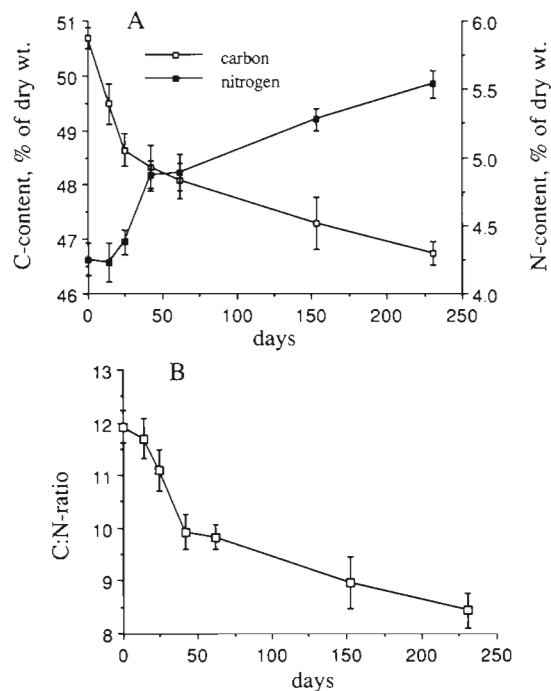 A
C-content, % of dry wt.
51
50
49
48
47
46
carbon
nitrogen
6.0
5.5
5.0
4.5
4.0
N-content, % of dry wt.
0 50 100 150 200 250
days
B
C:N-ratio
13
12
11
10
9
8
0 50 100 150 200 250
days